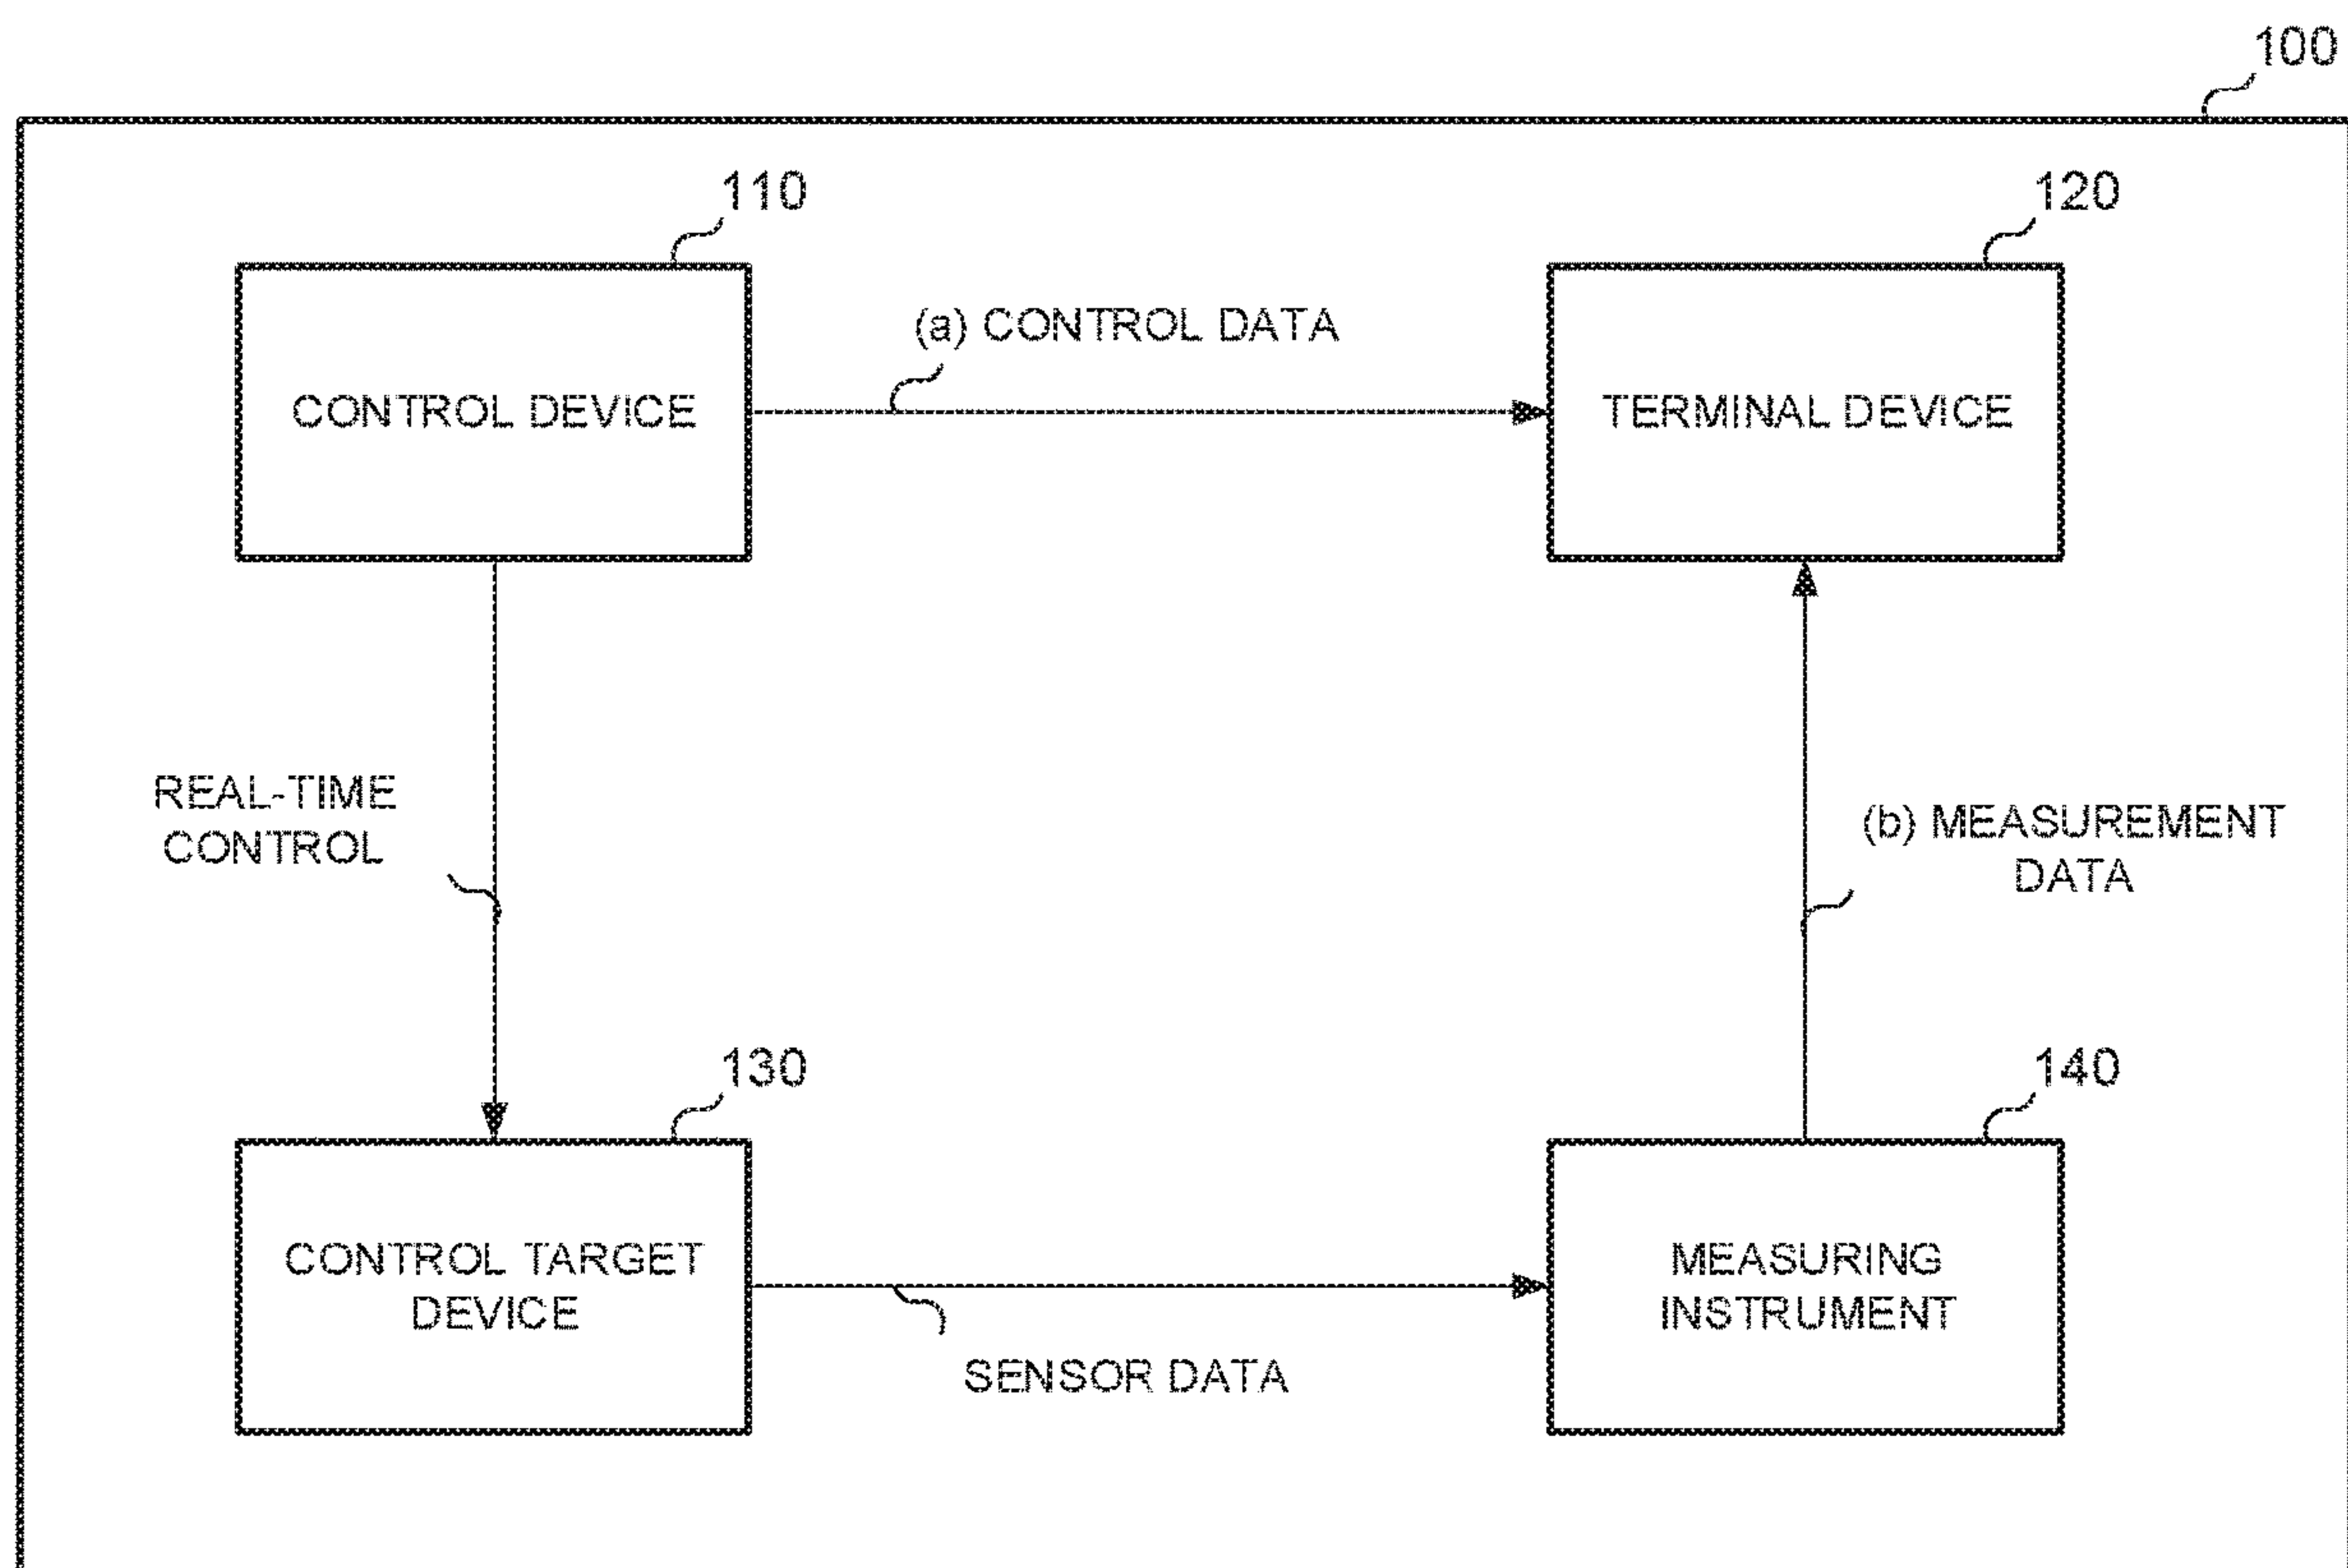 100
110
120
(a) CONTROL DATA
CONTROL DEVICE
TERMINAL DEVICE
REAL-TIME
CONTROL
(b) MEASUREMENT
DATA
130
140
CONTROL TARGET
DEVICE
MEASURING
INSTRUMENT
SENSOR DATA